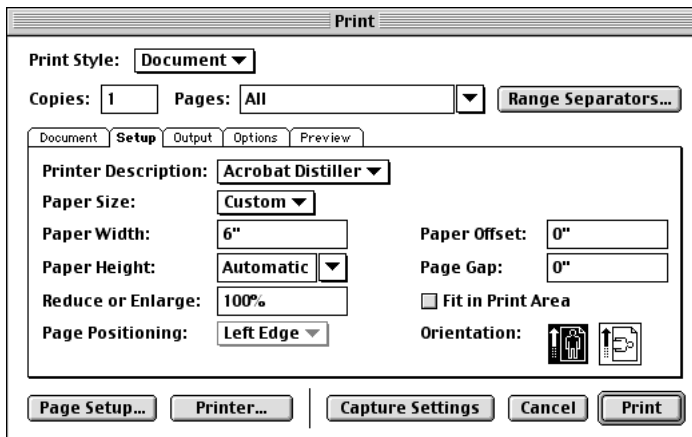 Print
Print Style: Document
Copies: 1 Pages: All Range Separators...
Document Setup Output Options Preview
Printer Description: Acrobat Distiller
Paper Size: Custom
Paper Width: 6" Paper Offset: 0"
Paper Height: Automatic Page Gap: 0"
Reduce or Enlarge: 100% Fit in Print Area
Page Positioning: Left Edge Orientation:
Page Setup... Printer... Capture Settings Cancel Print